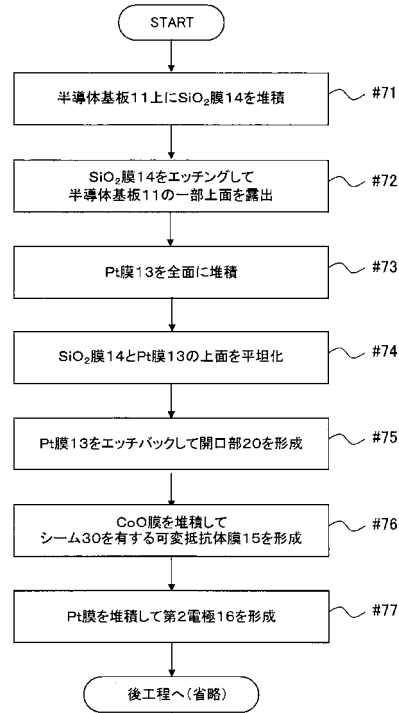 START
半導体基板11上にSiO₂膜14を堆積
#71
SiO₂膜14をエッチングして
半導体基板11の一部上面を露出
#72
Pt膜13を全面に堆積
#73
SiO₂膜14とPt膜13の上面を平坦化
#74
Pt膜13をエッチバックして開口部20を形成
#75
CoO膜を堆積して
シーム30を有する可変抵抗体膜15を形成
#76
Pt膜を堆積して第2電極16を形成
#77
後工程へ(省略)